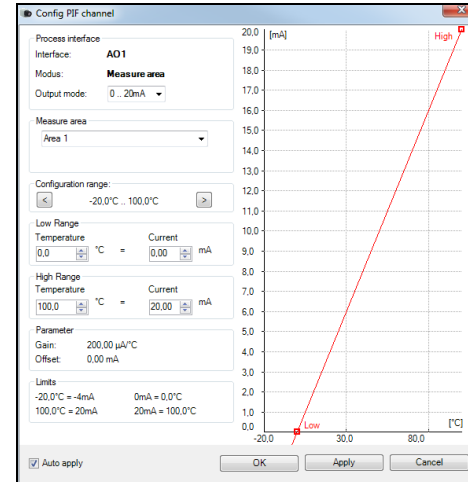 Config PIF channel
Process interface
Interface: AO1
Modus: Measure area
Output mode: 0 .. 20mA
Measure area
Area 1
Configuration range:
< -20,0°C .. 100,0°C >
Low Range
Temperature Current
0,0 °C = 0,00 mA
High Range
Temperature Current
100,0 °C = 20,00 mA
Parameter
Gain: 200,00 µA/°C
Offset: 0,00 mA
Limits
-20,0°C = -4mA 0mA = 0,0°C
100,0°C = 20mA 20mA = 100,0°C
20,0 [mA] High
19,0
18,0
17,0
16,0
15,0
14,0
13,0
12,0
11,0
10,0
9,0
8,0
7,0
6,0
5,0
4,0
3,0
2,0
1,0
0,0 Low [°C]
-20,0 30,0 80,0
Auto apply OK Apply Cancel